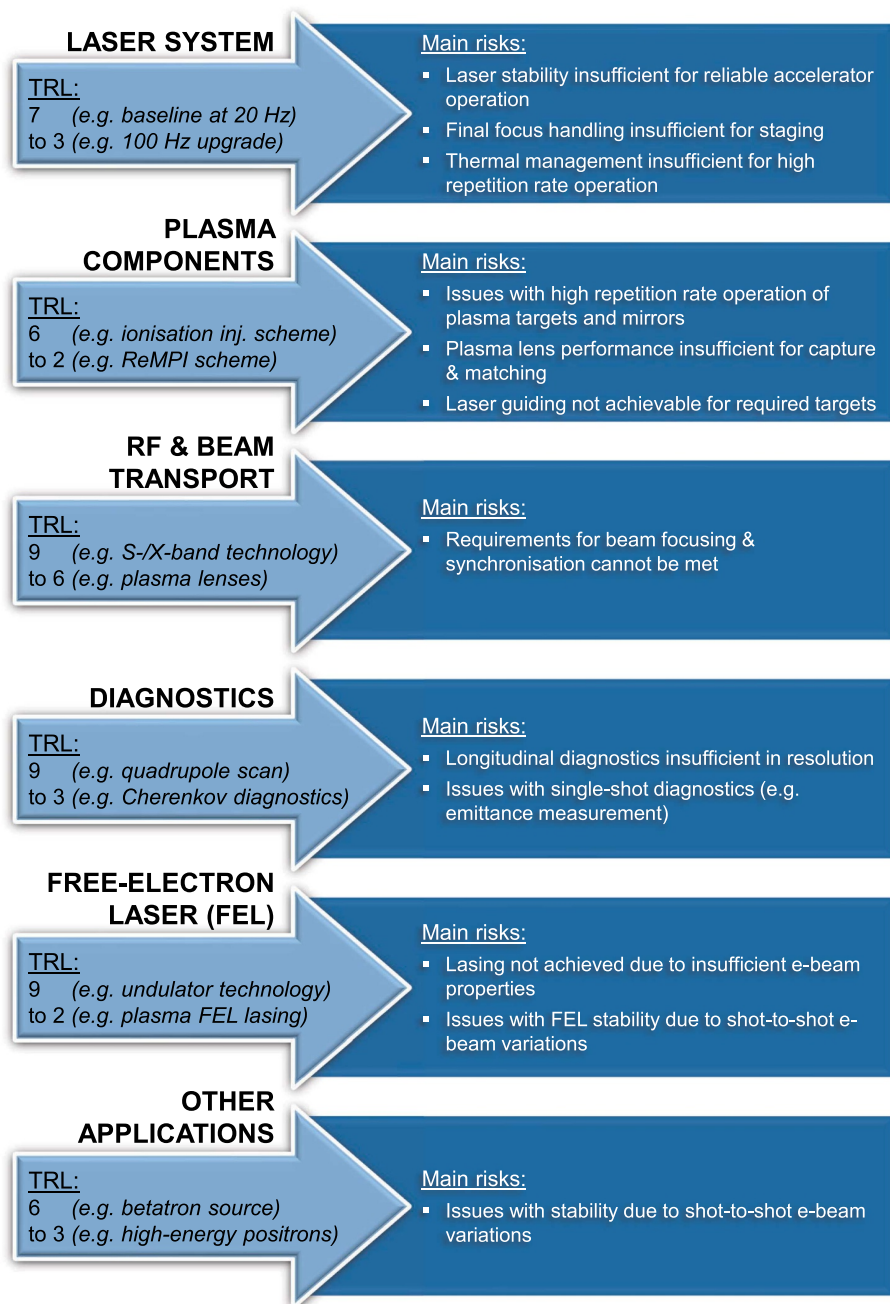 LASER SYSTEM
TRL:
7 (e.g. baseline at 20 Hz)
to 3 (e.g. 100 Hz upgrade)
Main risks:
▪ Laser stability insufficient for reliable accelerator
operation
▪ Final focus handling insufficient for staging
▪ Thermal management insufficient for high
repetition rate operation
PLASMA
COMPONENTS
TRL:
6 (e.g. ionisation inj. scheme)
to 2 (e.g. ReMPI scheme)
Main risks:
▪ Issues with high repetition rate operation of
plasma targets and mirrors
▪ Plasma lens performance insufficient for capture
& matching
▪ Laser guiding not achievable for required targets
RF & BEAM
TRANSPORT
TRL:
9 (e.g. S-/X-band technology)
to 6 (e.g. plasma lenses)
Main risks:
▪ Requirements for beam focusing &
synchronisation cannot be met
DIAGNOSTICS
TRL:
9 (e.g. quadrupole scan)
to 3 (e.g. Cherenkov diagnostics)
Main risks:
▪ Longitudinal diagnostics insufficient in resolution
▪ Issues with single-shot diagnostics (e.g.
emittance measurement)
FREE-ELECTRON
LASER (FEL)
TRL:
9 (e.g. undulator technology)
to 2 (e.g. plasma FEL lasing)
Main risks:
▪ Lasing not achieved due to insufficient e-beam
properties
▪ Issues with FEL stability due to shot-to-shot e-
beam variations
OTHER
APPLICATIONS
TRL:
6 (e.g. betatron source)
to 3 (e.g. high-energy positrons)
Main risks:
▪ Issues with stability due to shot-to-shot e-beam
variations